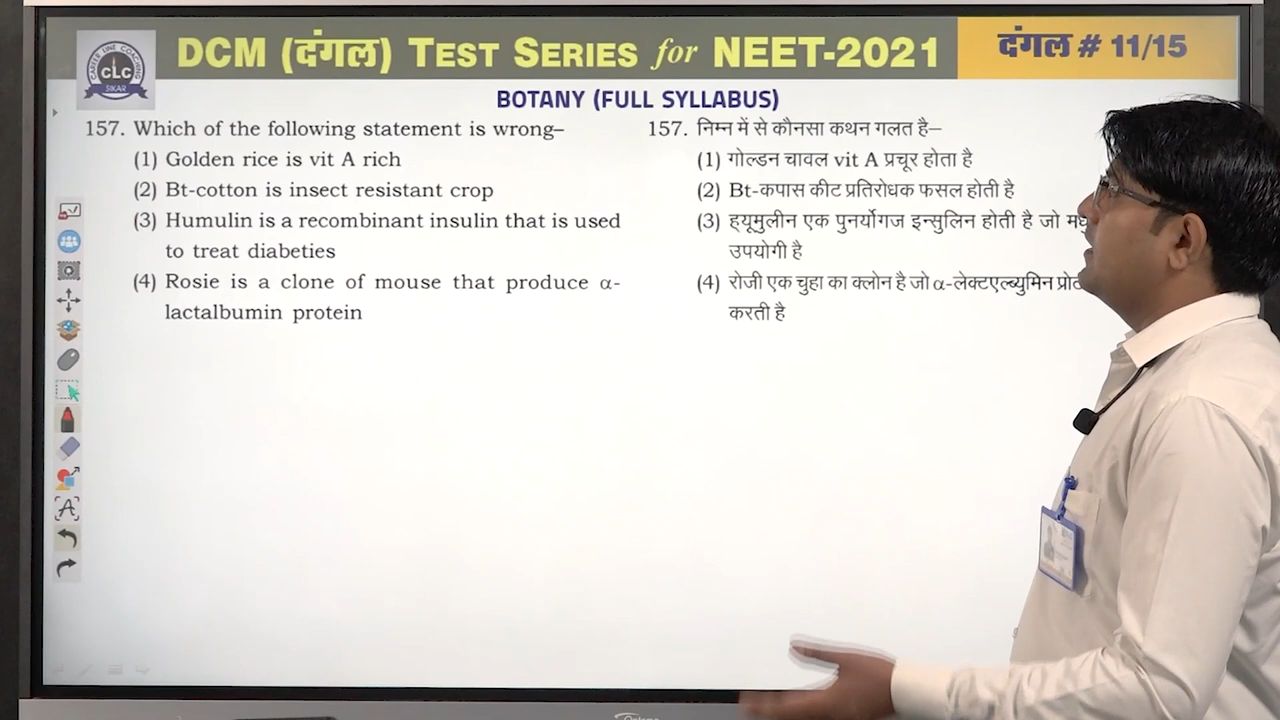 DCM (दंगल) TEST SERIES for NEET-2021
दंगल # 11/15
CAREER LINE COACHING
CLC
SIKAR
BOTANY (FULL SYLLABUS)
157. Which of the following statement is wrong–
(1) Golden rice is vit A rich
(2) Bt-cotton is insect resistant crop
(3) Humulin is a recombinant insulin that is used
to treat diabeties
(4) Rosie is a clone of mouse that produce α-
lactalbumin protein
157. निम्न में से कौनसा कथन गलत है–
(1) गोल्डन चावल vit A प्रचूर होता है
(2) Bt-कपास कीट प्रतिरोधक फसल होती है
(3) ह्यूमुलीन एक पुनर्योगज इन्सुलिन होती है जो
उपयोगी है
(4) रोजी एक चुहा का क्लोन है जो α-लेक्टएल्ब्युमिन
करती है
A